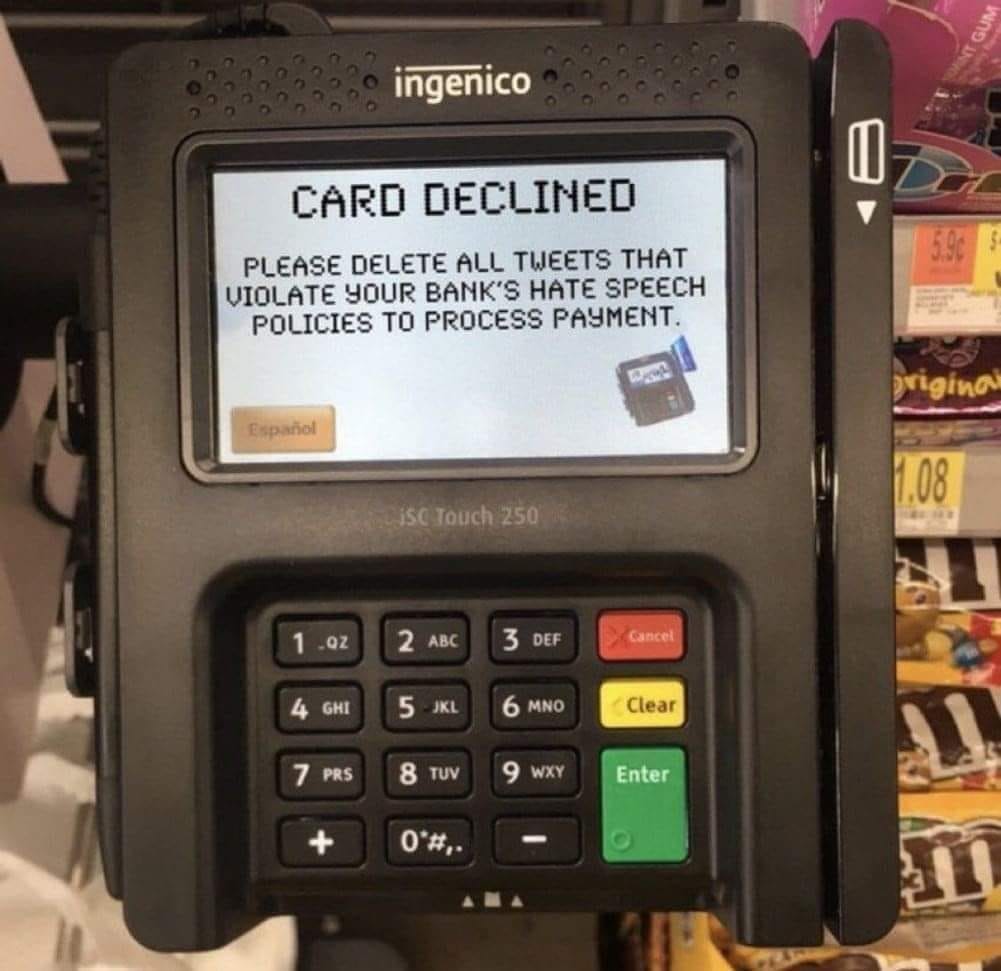 ingenico
CARD DECLINED
PLEASE DELETE ALL TWEETS THAT
VIOLATE YOUR BANK'S HATE SPEECH
POLICIES TO PROCESS PAYMENT.
Español
iSC Touch 250
1 .QZ 2 ABC 3 DEF Cancel
4 GHI 5 JKL 6 MNO Clear
7 PRS 8 TUV 9 WXY Enter
+ 0*#,. -
GUM
5.9¢
Original
1.08
m
m
m